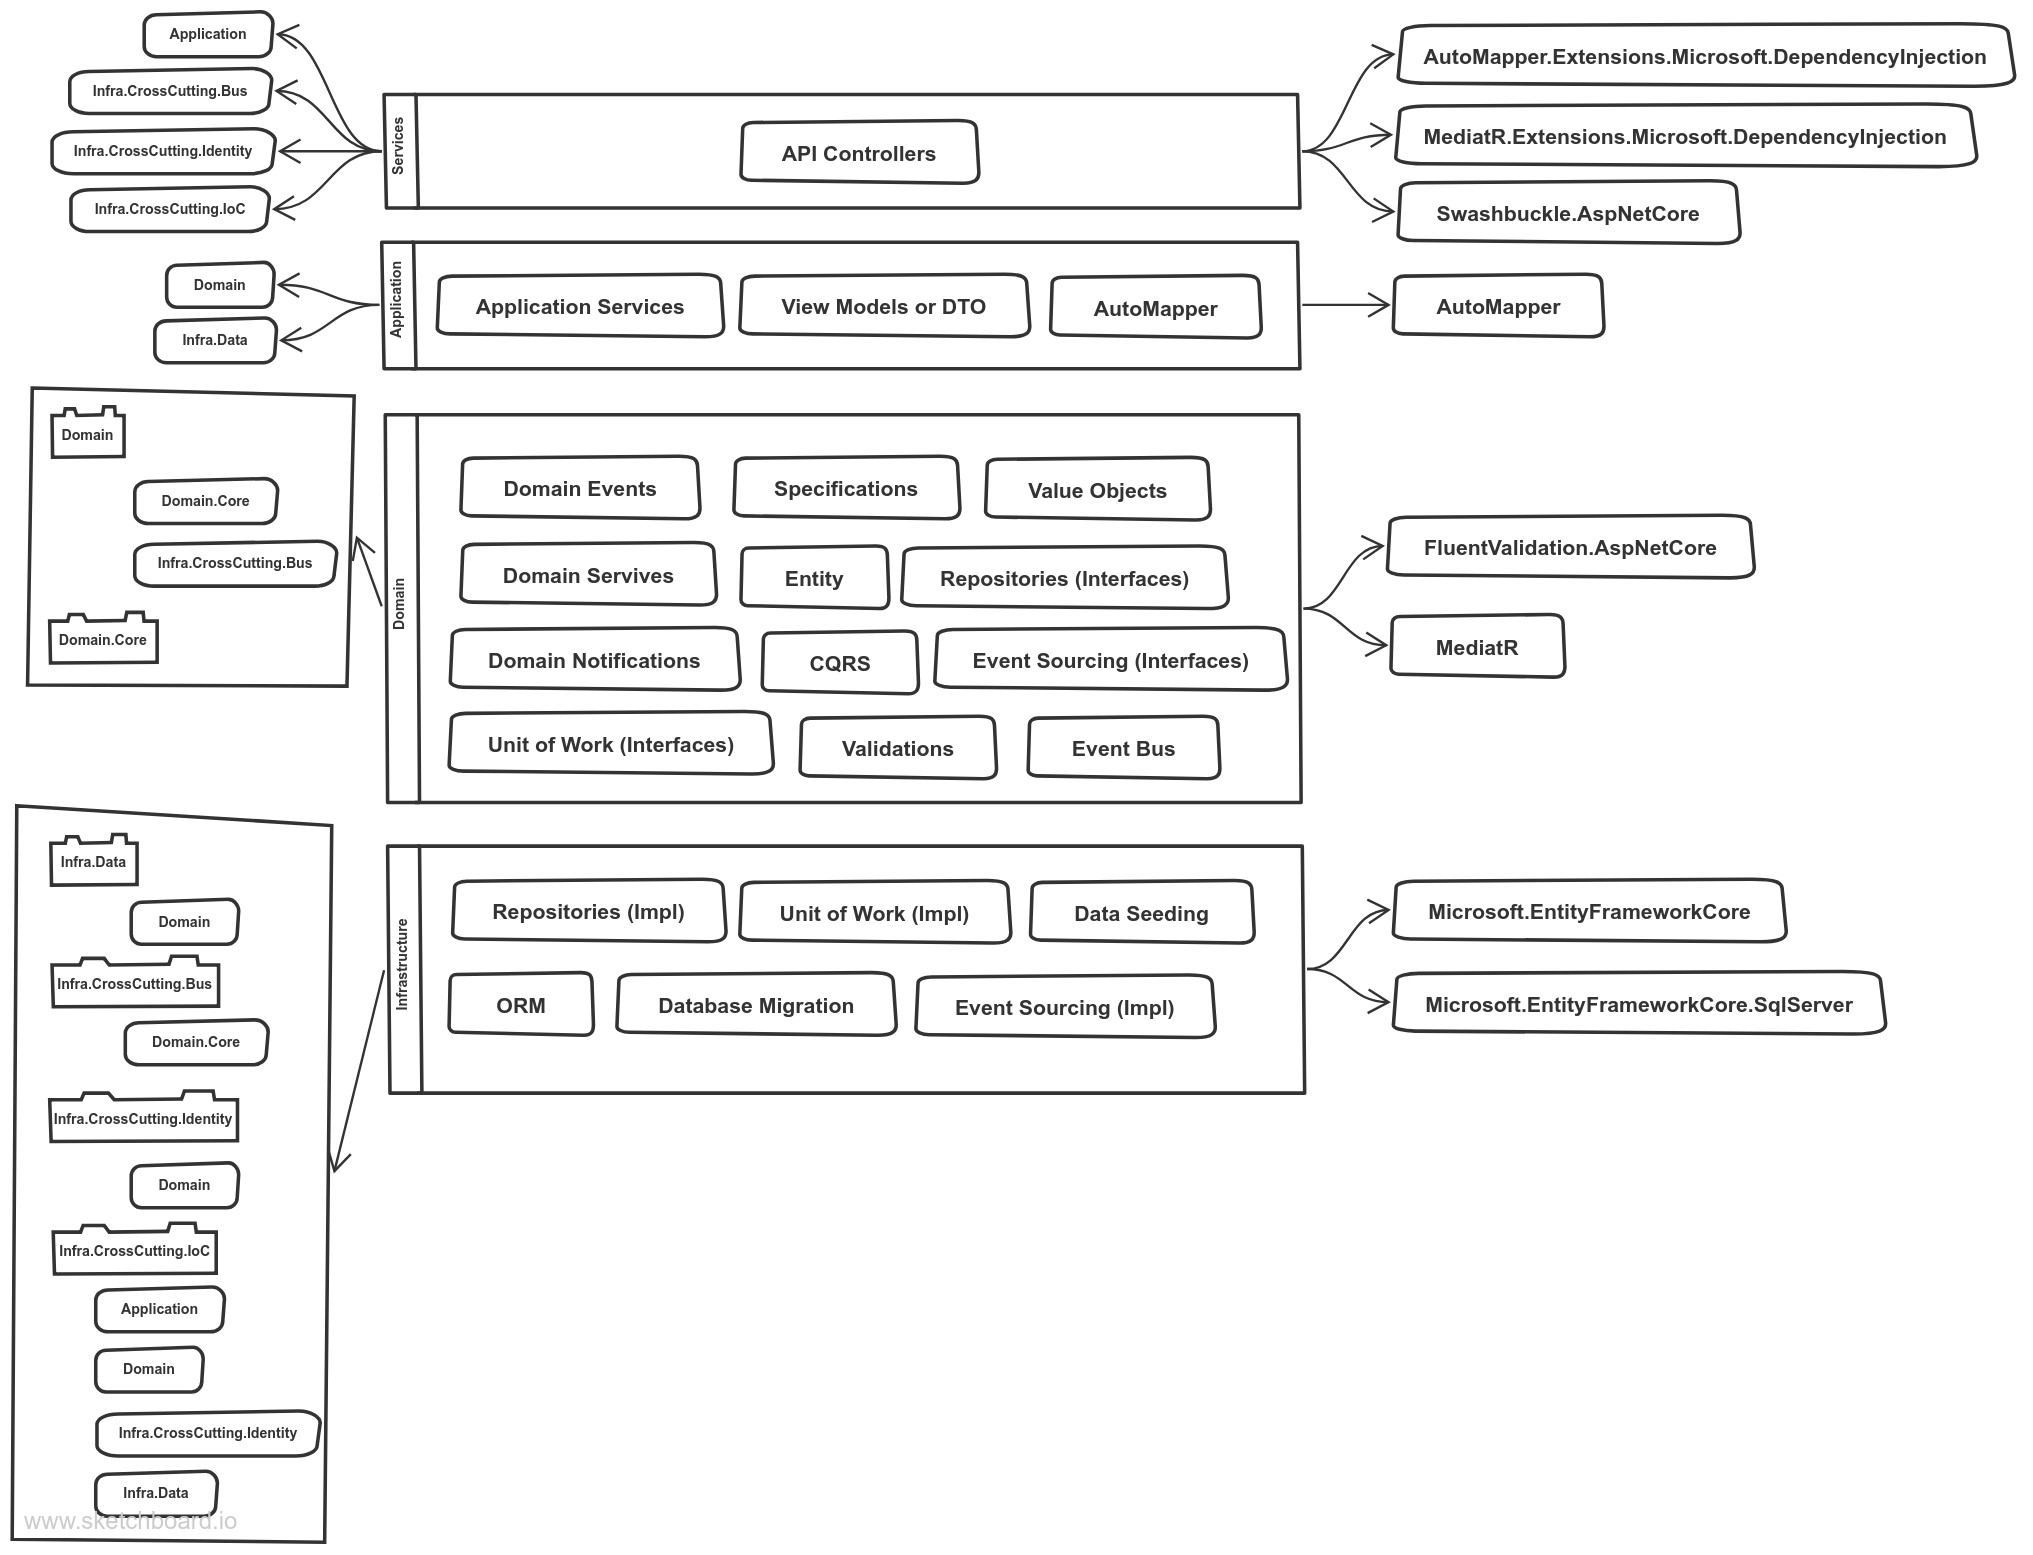 Application
Infra.CrossCutting.Bus
Infra.CrossCutting.Identity
Infra.CrossCutting.IoC
Services
API Controllers
AutoMapper.Extensions.Microsoft.DependencyInjection
MediatR.Extensions.Microsoft.DependencyInjection
Swashbuckle.AspNetCore
Domain
Infra.Data
Application
Application Services
View Models or DTO
AutoMapper
AutoMapper
Domain
Domain.Core
Infra.CrossCutting.Bus
Domain.Core
Domain
Domain Events
Specifications
Value Objects
Domain Servives
Entity
Repositories (Interfaces)
Domain Notifications
CQRS
Event Sourcing (Interfaces)
Unit of Work (Interfaces)
Validations
Event Bus
FluentValidation.AspNetCore
MediatR
Infra.Data
Domain
Infra.CrossCutting.Bus
Domain.Core
Infra.CrossCutting.Identity
Domain
Infra.CrossCutting.IoC
Application
Domain
Infra.CrossCutting.Identity
Infra.Data
Infrastructure
Repositories (Impl)
Unit of Work (Impl)
Data Seeding
ORM
Database Migration
Event Sourcing (Impl)
Microsoft.EntityFrameworkCore
Microsoft.EntityFrameworkCore.SqlServer
www.sketchboard.io